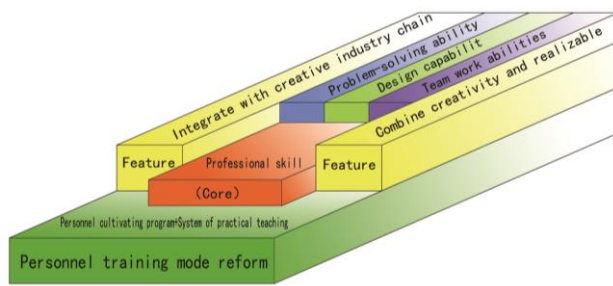 Integrate with creative industry chain
Problem-solving ability
Design capabilit
Team work abilities
Combine creativity and realizable
Feature
Professional skill
Feature
(Core)
Personnel cultivating program+System of practical teaching
Personnel training mode reform